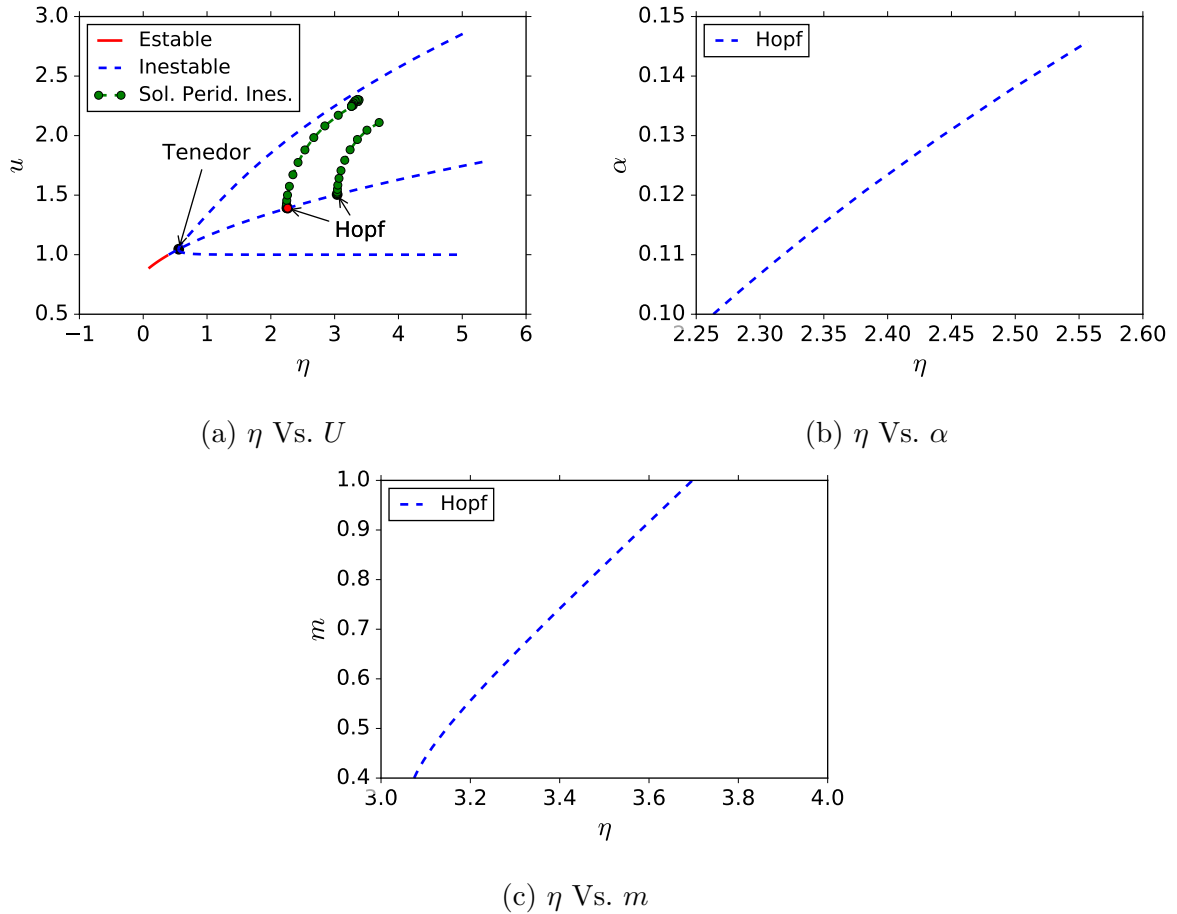 3.0
2.5
2.0
1.5
1.0
0.5
u
Estable
Inestable
Sol. Perid. Ines.
Tenedor
Hopf
−1 0 1 2 3 4 5 6
η
(a) η Vs. U
0.15
0.14
0.13
0.12
0.11
0.10
α
Hopf
2.25 2.30 2.35 2.40 2.45 2.50 2.55 2.60
η
(b) η Vs. α
1.0
0.9
0.8
0.7
0.6
0.5
0.4
m
Hopf
3.0 3.2 3.4 3.6 3.8 4.0
η
(c) η Vs. m